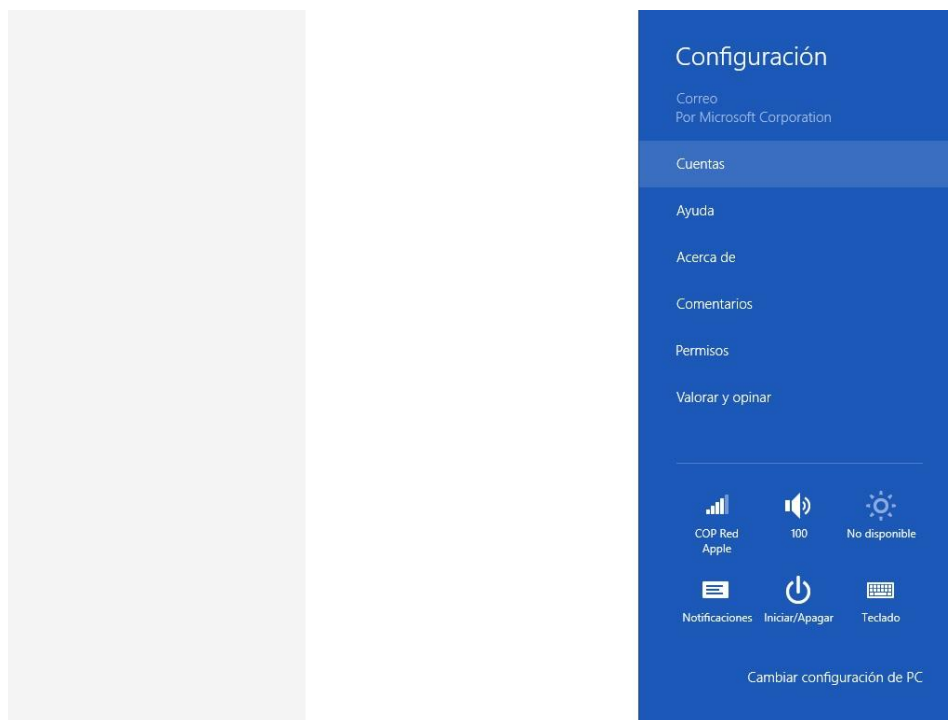 Configuración
Correo
Por Microsoft Corporation
Cuentas
Ayuda
Acerca de
Comentarios
Permisos
Valorar y opinar
COP Red
Apple
100
No disponible
Notificaciones
Iniciar/Apagar
Teclado
Cambiar configuración de PC